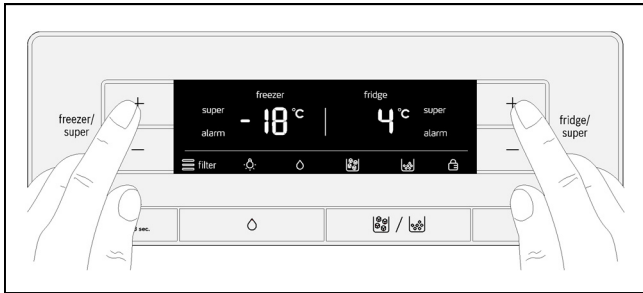 freezer
fridge
super
- 18 °C
4 °C
super
alarm
alarm
freezer/
super
fridge/
super
+
+
−
−
filter
sec.
/